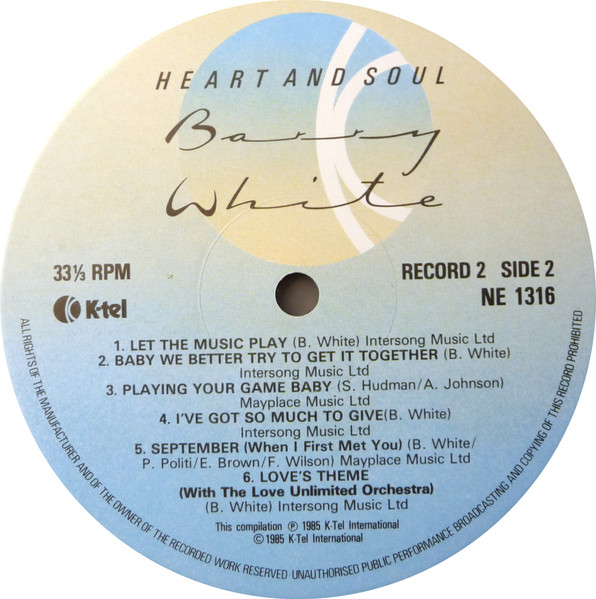 HEART AND SOUL
Barry
White
33⅓ RPM
RECORD 2 SIDE 2
K-tel
NE 1316
1. LET THE MUSIC PLAY (B. White) Intersong Music Ltd
2. BABY WE BETTER TRY TO GET IT TOGETHER (B. White)
Intersong Music Ltd
3. PLAYING YOUR GAME BABY (S. Hudman/A. Johnson)
Mayplace Music Ltd
4. I'VE GOT SO MUCH TO GIVE(B. White)
Intersong Music Ltd
5. SEPTEMBER (When I First Met You) (B. White/
P. Politi/E. Brown/F. Wilson) Mayplace Music Ltd
6. LOVE'S THEME
(With The Love Unlimited Orchestra)
(B. White) Intersong Music Ltd
This compilation Ⓟ 1985 K-Tel International
© 1985 K-Tel International
ALL RIGHTS OF THE MANUFACTURER AND OF THE OWNER OF THE RECORDED WORK RESERVED UNAUTHORISED PUBLIC PERFORMANCE BROADCASTING AND COPYING OF THIS RECORD PROHIBITED